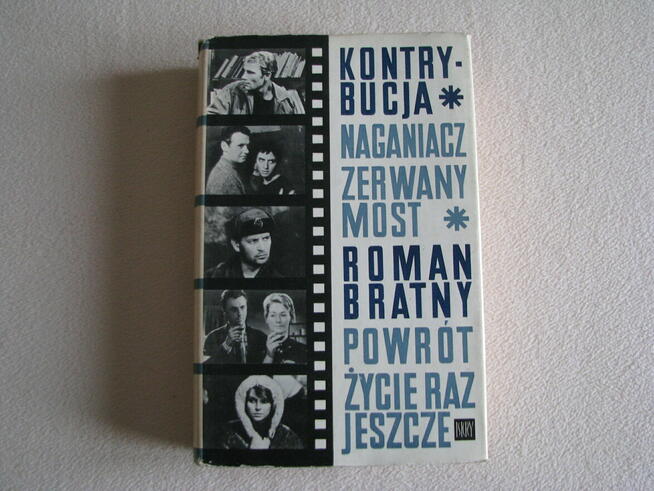 KONTRY-
BUCJA *
NAGANIACZ
ZERWANY
MOST *
ROMAN
BRATNY
POWRÓT
ŻYCIE RAZ
JESZCZE
ISKRY